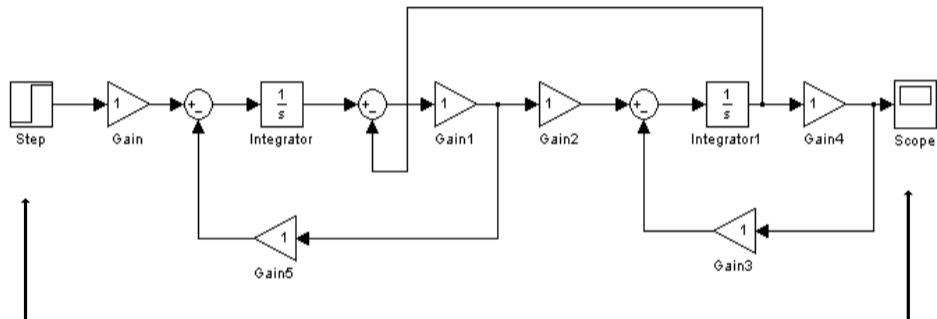 1
+
−
1
s
+
−
1
1
+
−
1
s
1
Step
Gain
Integrator
Gain1
Gain2
Integrator1
Gain4
Scope
1
Gain5
1
Gain3